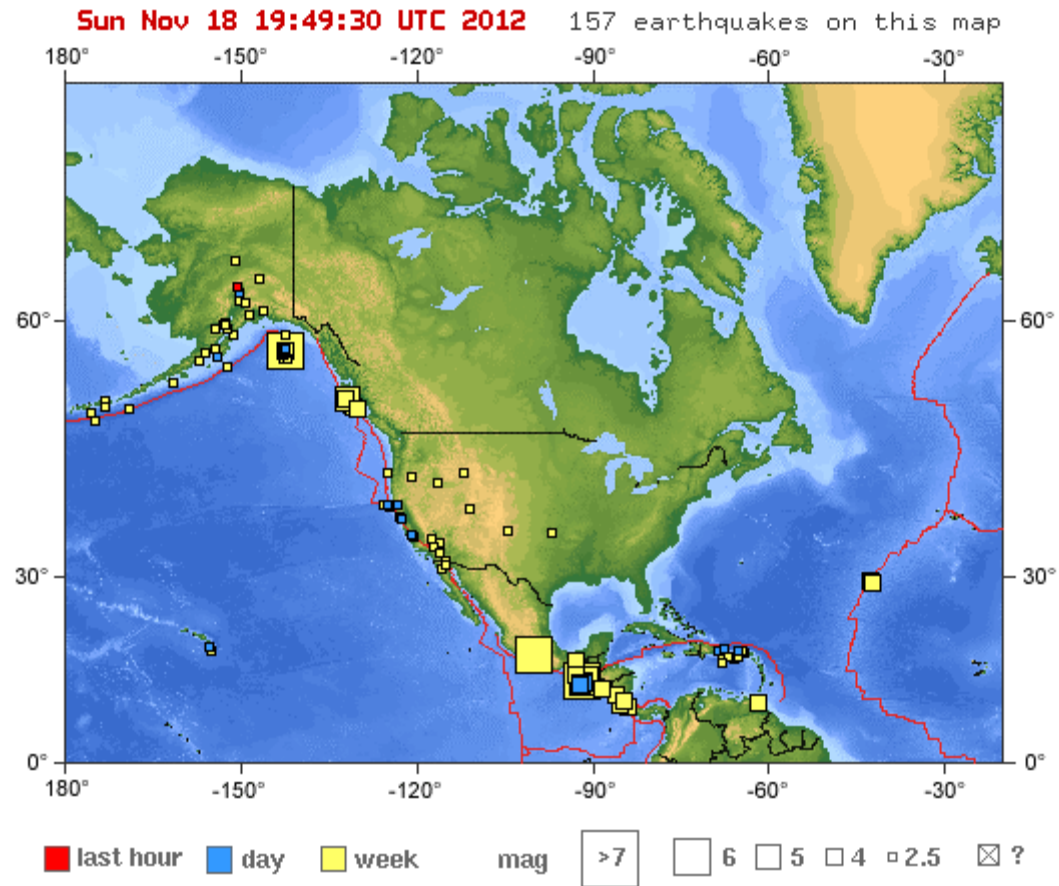 Sun Nov 18 19:49:30 UTC 2012 157 earthquakes on this map
180° -150° -120° -90° -60° -30°
60° 60°
30° 30°
0° 0°
180° -150° -120° -90° -60° -30°
last hour day week mag >7 6 5 4 2.5 ?